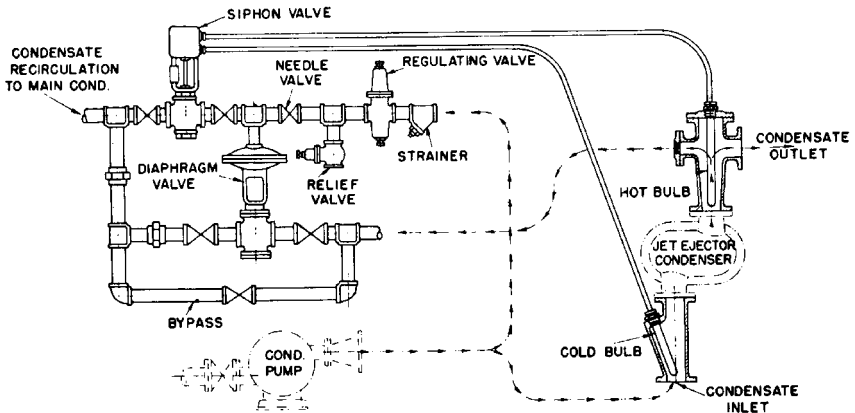 SIPHON VALVE
CONDENSATE
RECIRCULATION
TO MAIN COND.
NEEDLE
VALVE
REGULATING VALVE
STRAINER
DIAPHRAGM
VALVE
RELIEF
VALVE
CONDENSATE
OUTLET
HOT BULB
JET EJECTOR
CONDENSER
BYPASS
COND.
PUMP
COLD BULB
CONDENSATE
INLET